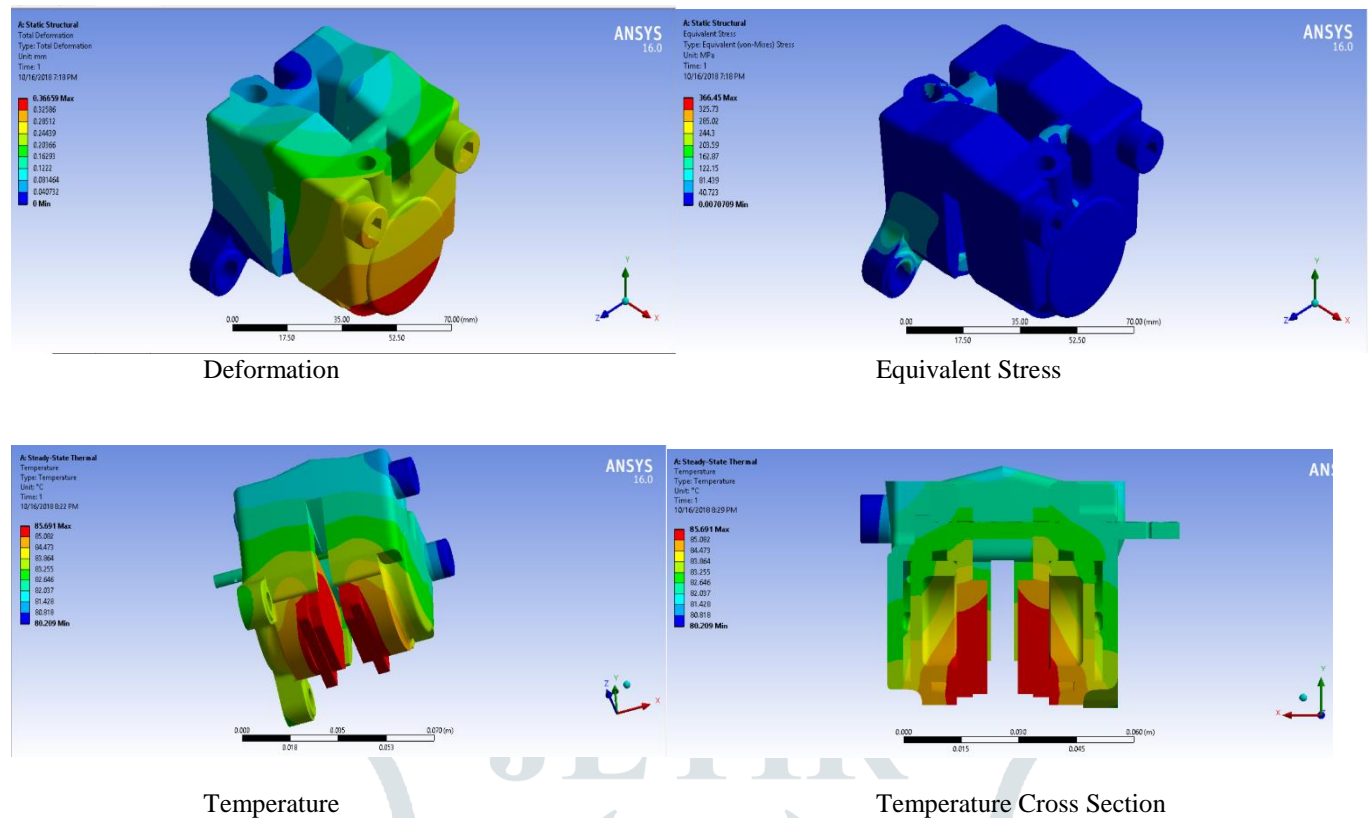 A: Static Structural
Total Deformation
Type: Total Deformation
Unit: mm
Time: 1
10/16/2018 7:18 PM
0.36659 Max
0.32586
0.28512
0.24439
0.20366
0.16293
0.1222
0.081464
0.040732
0 Min
ANSYS
16.0
Y
Z X
0.00 35.00 70.00 (mm)
17.50 52.50
A: Static Structural
Equivalent Stress
Type: Equivalent (von-Mises) Stress
Unit: MPa
Time: 1
10/16/2018 7:18 PM
366.45 Max
325.73
285.02
244.3
203.59
162.87
122.15
81.439
40.723
0.0070709 Min
ANSYS
16.0
Y
Z X
0.00 35.00 70.00 (mm)
17.50 52.50
Deformation
Equivalent Stress
A: Steady-State Thermal
Temperature
Type: Temperature
Unit: °C
Time: 1
10/16/2018 8:22 PM
85.691 Max
85.082
84.473
83.864
83.255
82.646
82.037
81.428
80.818
80.209 Min
ANSYS
16.0
Z Y
X
0.000 0.035 0.070 (m)
0.018 0.053
A: Steady-State Thermal
Temperature
Type: Temperature
Unit: °C
Time: 1
10/16/2018 8:29 PM
85.691 Max
85.082
84.473
83.864
83.255
82.646
82.037
81.428
80.818
80.209 Min
AN
Y
X Z
0.000 0.030 0.060 (m)
0.015 0.045
Temperature
Temperature Cross Section
JETIR